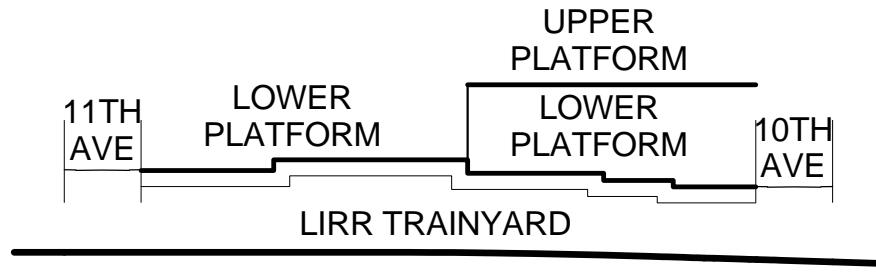 UPPER
PLATFORM
11TH
AVE
LOWER
PLATFORM
LOWER
PLATFORM
10TH
AVE
LIRR TRAINYARD